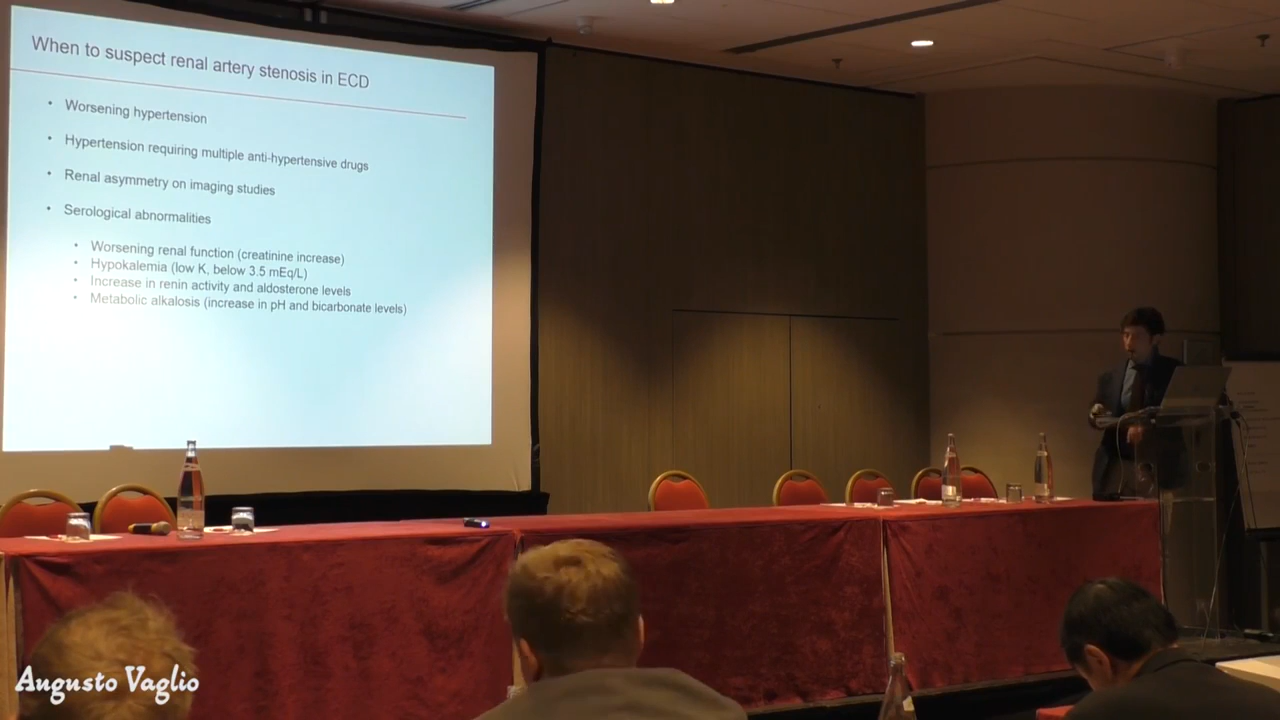 When to suspect renal artery stenosis in ECD
• Worsening hypertension
• Hypertension requiring multiple anti-hypertensive drugs
• Renal asymmetry on imaging studies
• Serological abnormalities
• Worsening renal function (creatinine increase)
• Hypokalemia (low K, below 3.5 mEq/L)
• Increase in renin activity and aldosterone levels
• Metabolic alkalosis (increase in pH and bicarbonate levels)
Augusto Vaglio